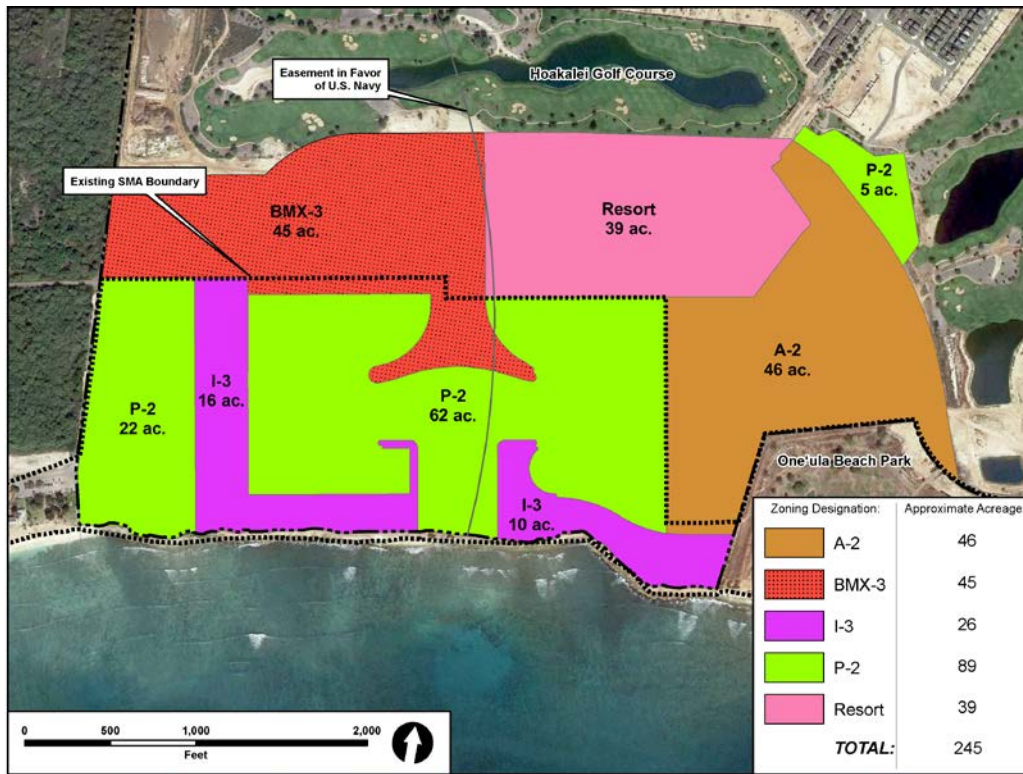 Easement in Favor
of U.S. Navy
Hoakalei Golf Course
Existing SMA Boundary
P-2
5 ac.
BMX-3
45 ac.
Resort
39 ac.
A-2
46 ac.
I-3
16 ac.
P-2
22 ac.
P-2
62 ac.
One'ula Beach Park
I-3
10 ac.
Zoning Designation: Approximate Acreage:
A-2 46
BMX-3 45
I-3 26
P-2 89
Resort 39
TOTAL: 245
0 500 1,000 2,000
Feet